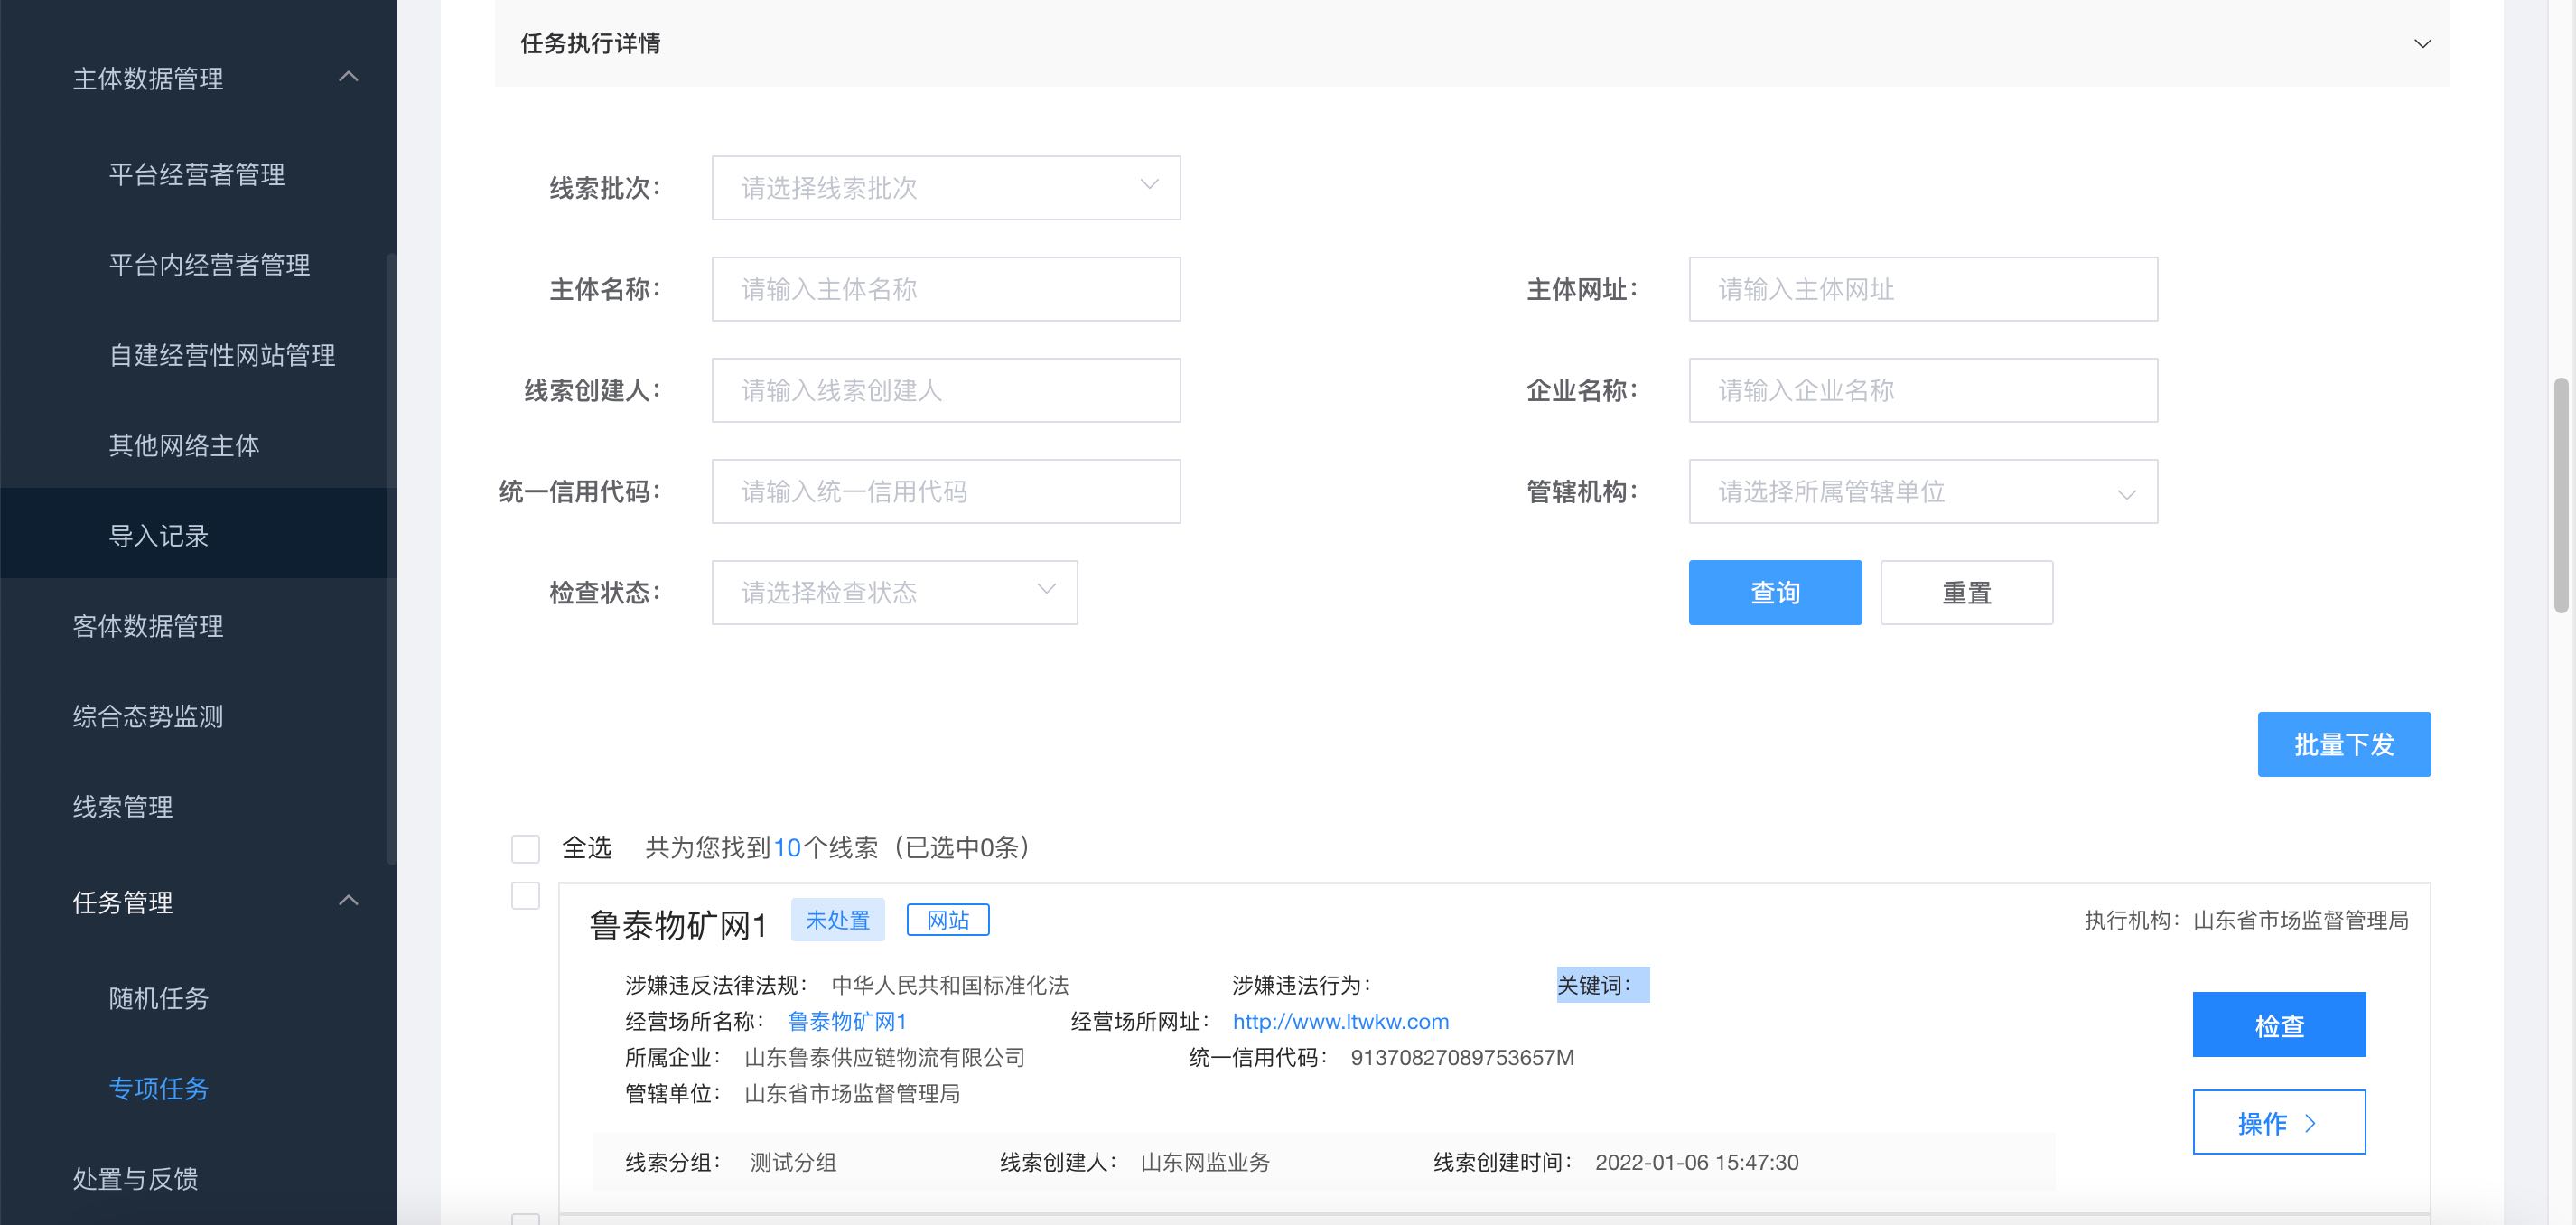 主体数据管理
平台经营者管理
平台内经营者管理
自建经营性网站管理
其他网络主体
导入记录
客体数据管理
综合态势监测
线索管理
任务管理
随机任务
专项任务
处置与反馈
任务执行详情
线索批次： 请选择线索批次
主体名称： 请输入主体名称 主体网址： 请输入主体网址
线索创建人： 请输入线索创建人 企业名称： 请输入企业名称
统一信用代码： 请输入统一信用代码 管辖机构： 请选择所属管辖单位
检查状态： 请选择检查状态 查询 重置
批量下发
全选 共为您找到10个线索（已选中0条）
鲁泰物矿网1 未处置 网站 执行机构：山东省市场监督管理局
涉嫌违反法律法规： 中华人民共和国标准化法 涉嫌违法行为： 关键词：
经营场所名称： 鲁泰物矿网1 经营场所网址： http://www.ltwkw.com
所属企业： 山东鲁泰供应链物流有限公司 统一信用代码： 91370827089753657M
管辖单位： 山东省市场监督管理局
检查
操作 >
线索分组： 测试分组 线索创建人： 山东网监业务 线索创建时间： 2022-01-06 15:47:30